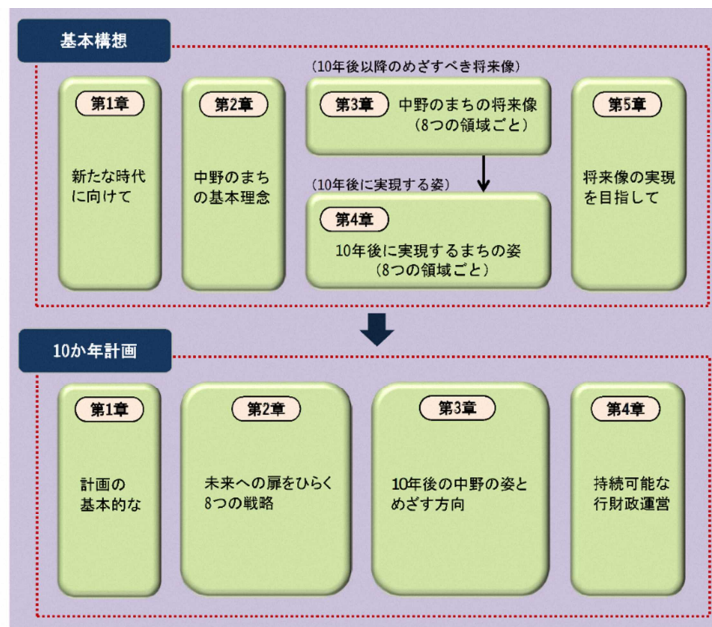 基本構想
第1章
新たな時代
に向けて
第2章
中野のまち
の基本理念
(10年後以降のめざすべき将来像)
第3章 中野のまちの将来像
(8つの領域ごと)
(10年後に実現する姿)
第4章
10年後に実現するまちの姿
(8つの領域ごと)
第5章
将来像の実現
を目指して
10か年計画
第1章
計画の
基本的な
第2章
未来への扉をひらく
8つの戦略
第3章
10年後の中野の姿と
めざす方向
第4章
持続可能な
行財政運営